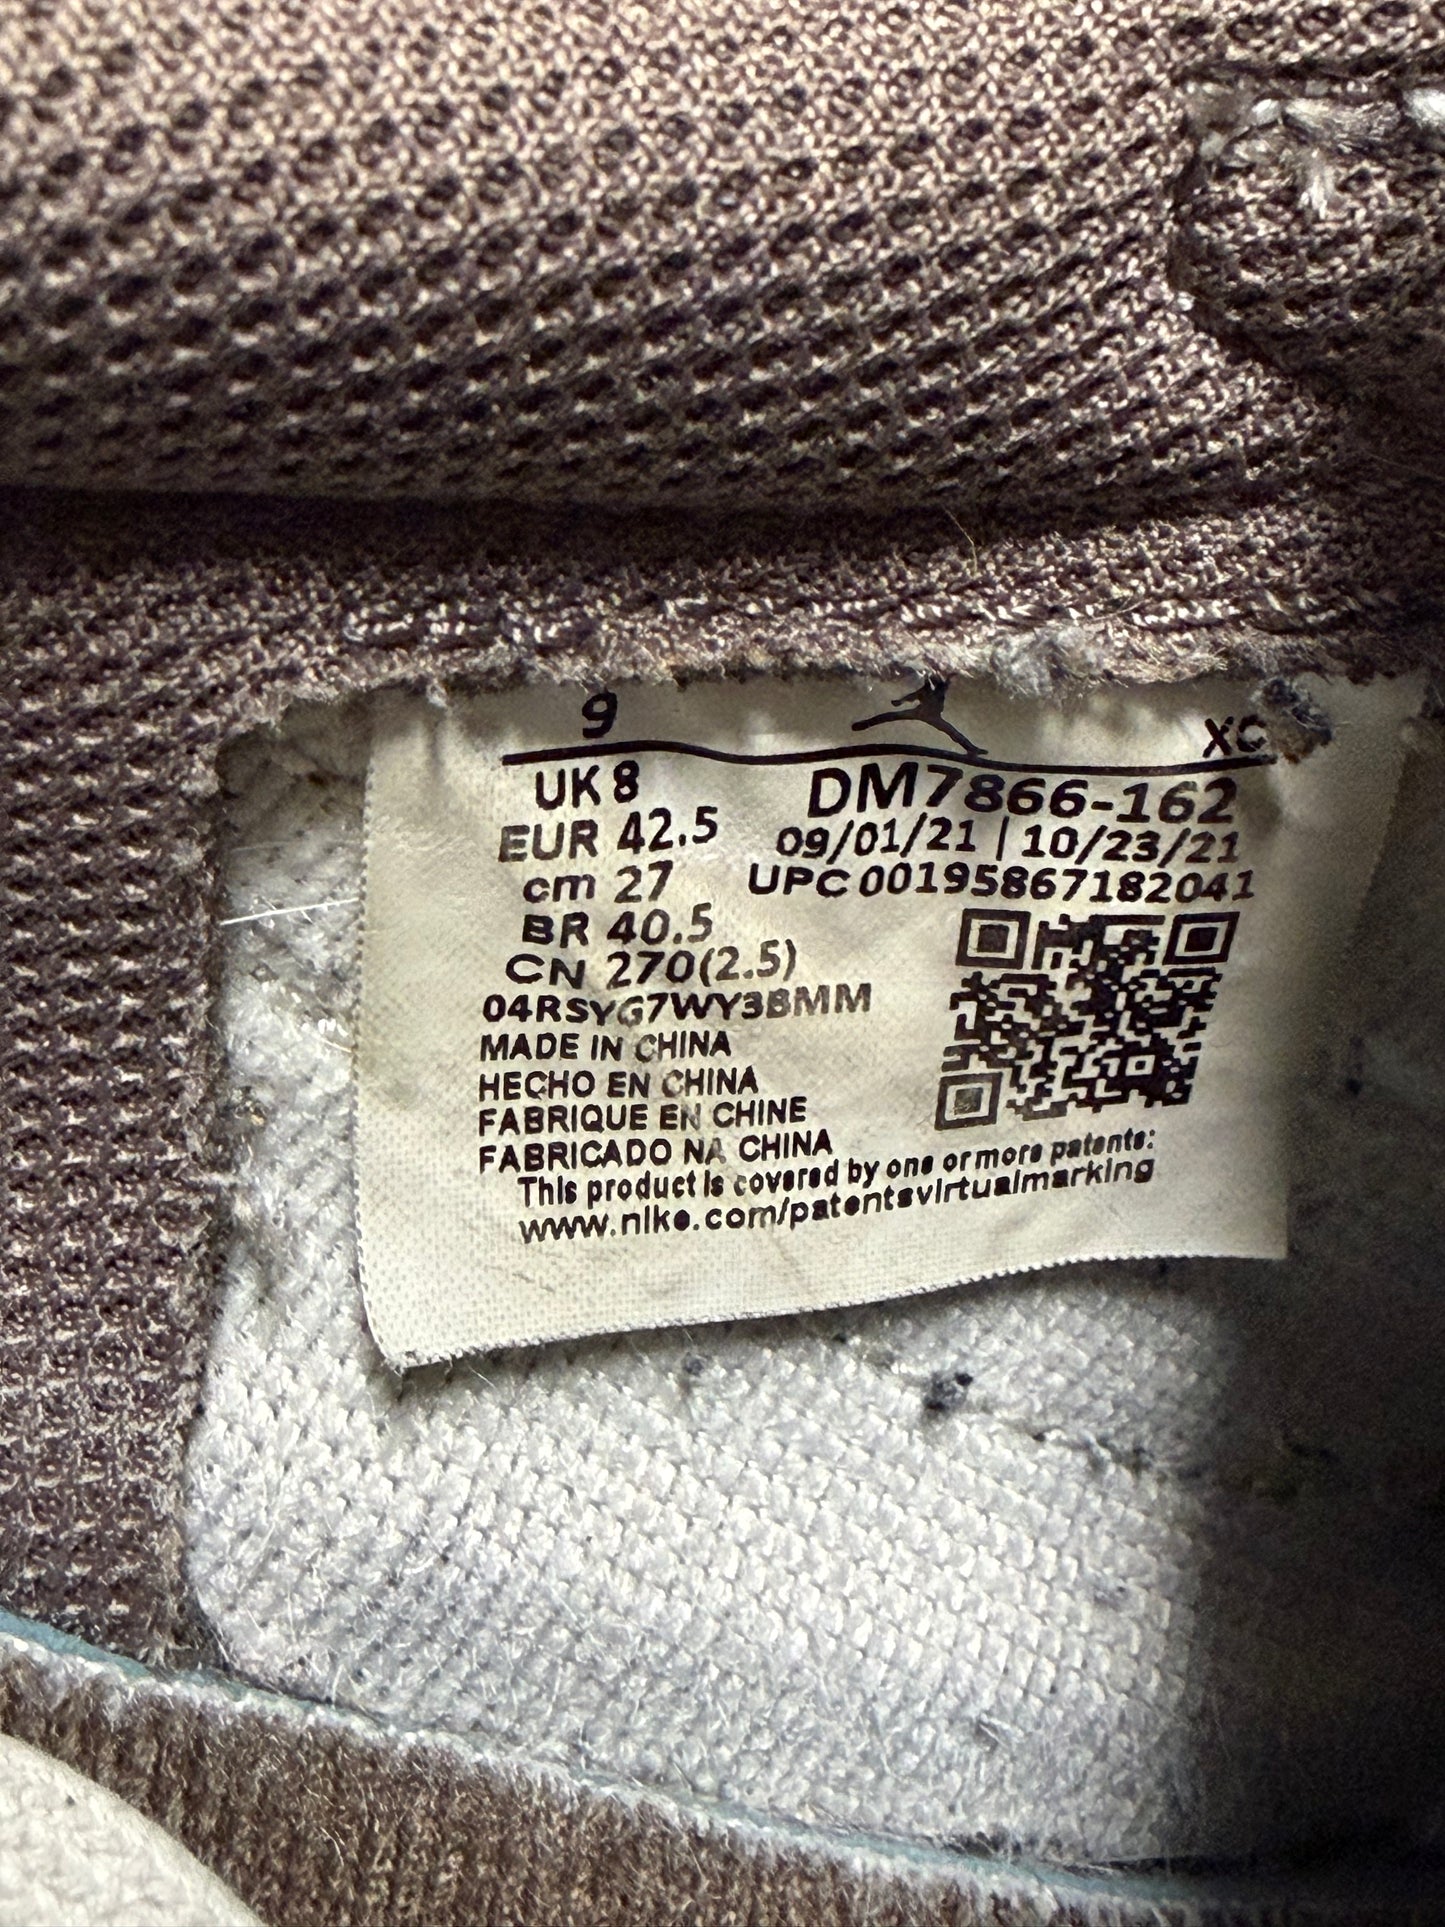 9 XC
UK 8 DM7866-162
EUR 42.5 09/01/21 | 10/23/21
cm 27 UPC 00195867182041
BR 40.5
CN 270(2.5)
04RSYG7WY3BMM
MADE IN CHINA
HECHO EN CHINA
FABRIQUE EN CHINE
FABRICADO NA CHINA
This product is covered by one or more patents:
www.nike.com/patentsvirtualmarking